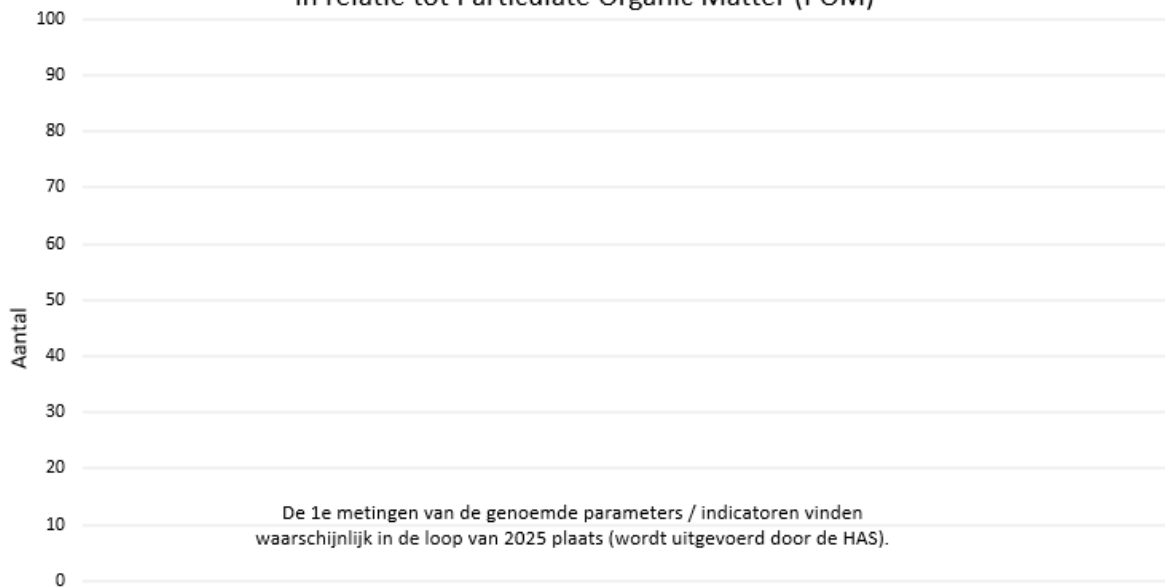 in relatie tot Particulate Organic Matter (POM)
100
90
80
70
60
50
Aantal
40
30
20
De 1e metingen van de genoemde parameters / indicatoren vinden
10
waarschijnlijk in de loop van 2025 plaats (wordt uitgevoerd door de HAS).
0